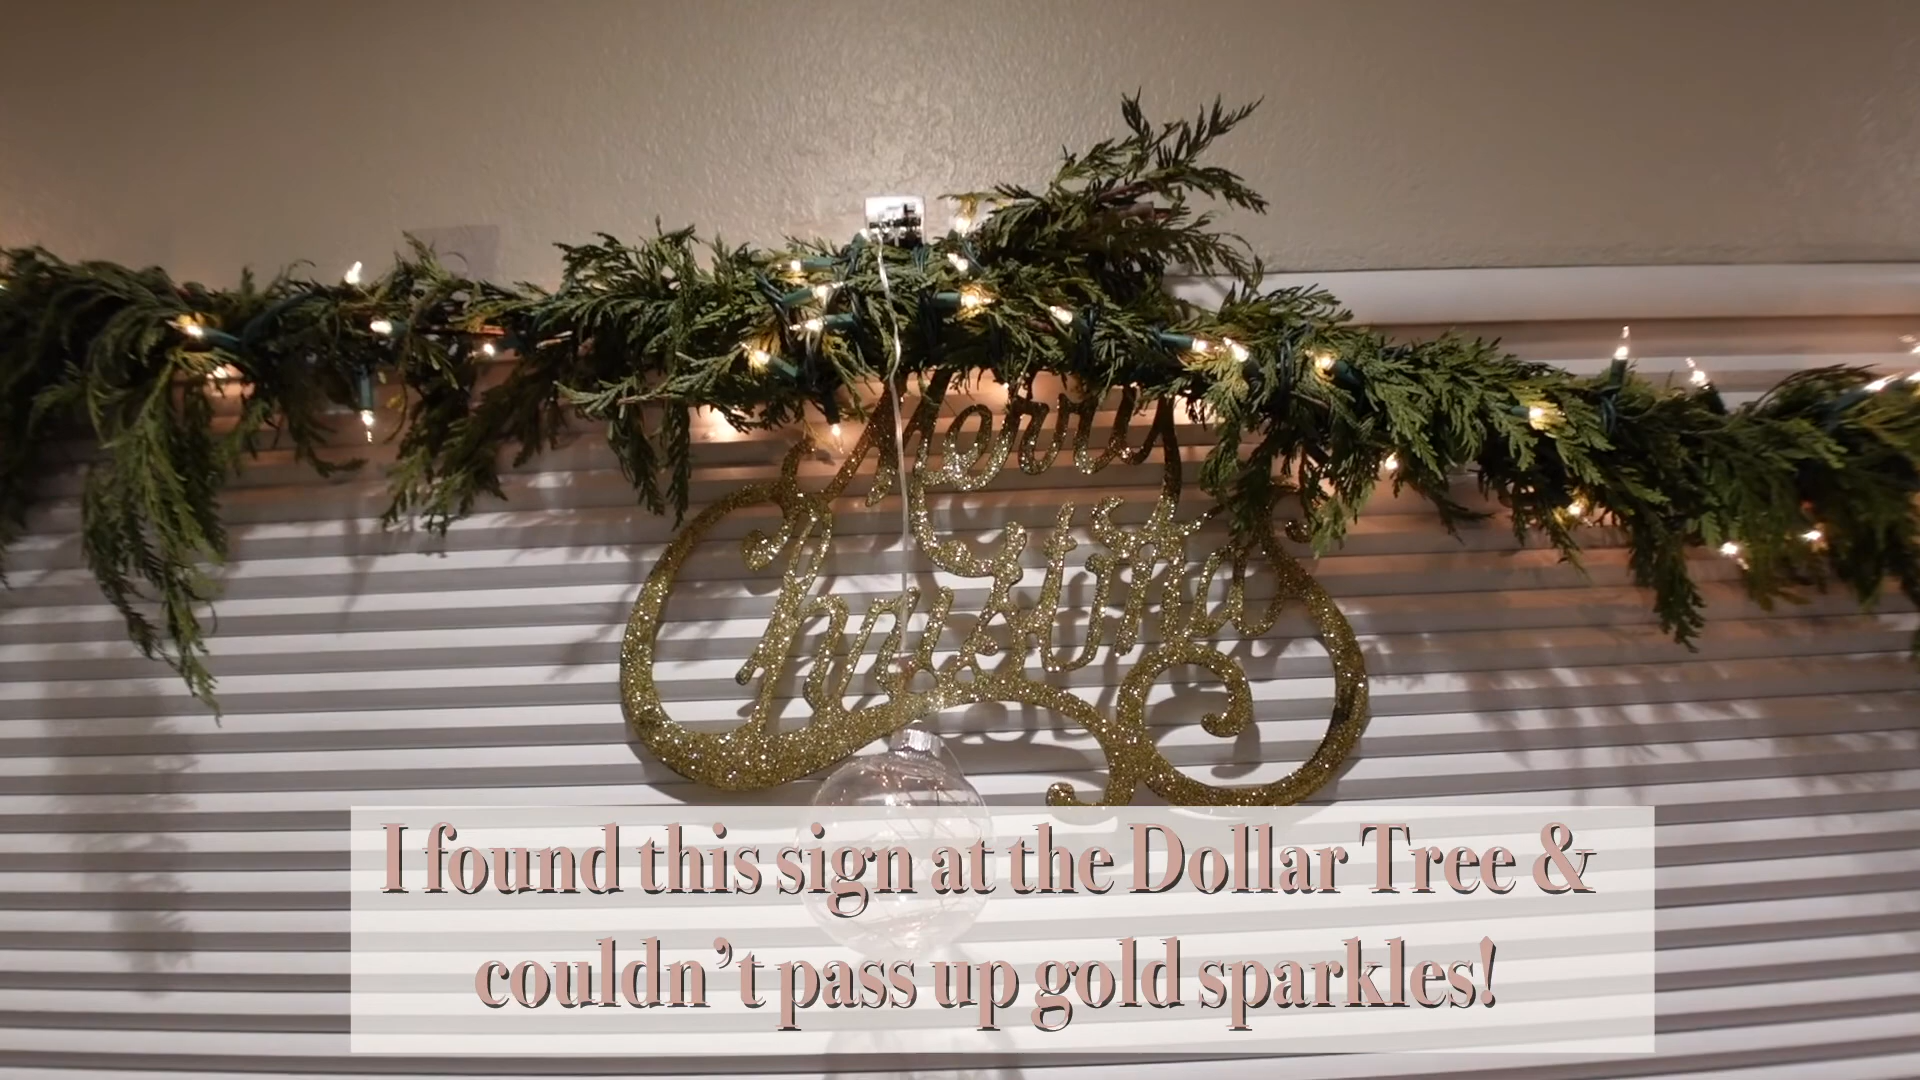 Merry
Christmas
I found this sign at the Dollar Tree &
couldn’t pass up gold sparkles!